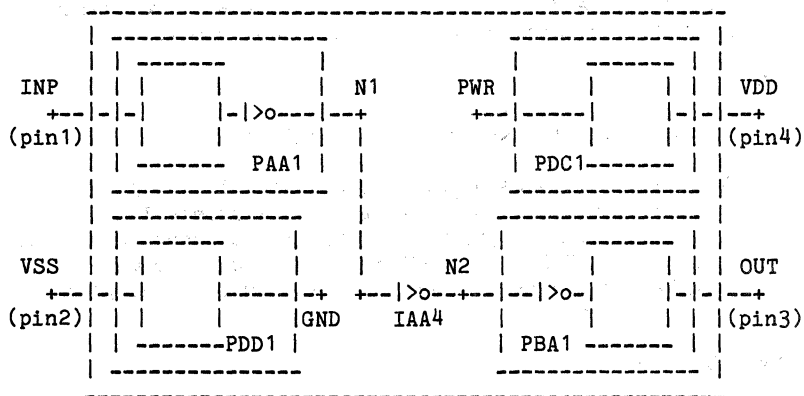 INP N1 PWR VDD
(pin1) (pin4)
PAA1 PDC1
VSS N2 OUT
(pin2) GND IAA4 (pin3)
PDD1 PBA1